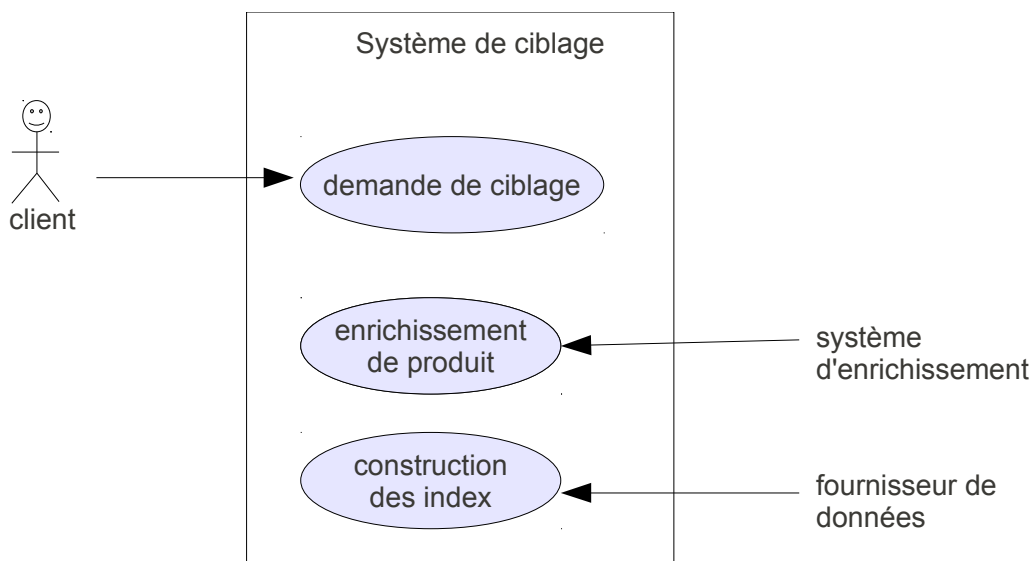 Système de ciblage
client
demande de ciblage
enrichissement
de produit
système
d'enrichissement
construction
des index
fournisseur de
données